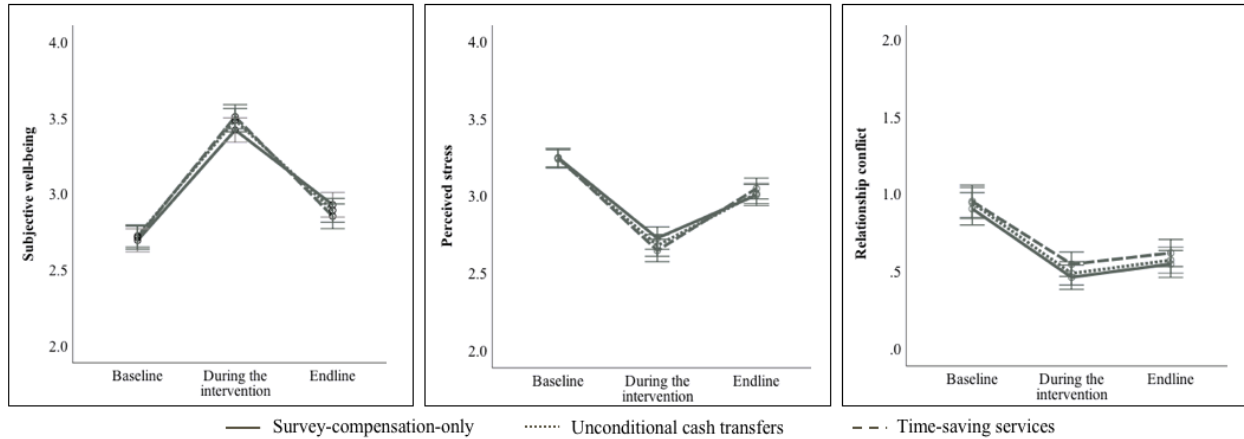 Subjective well-being
4.0
3.5
3.0
2.5
2.0
Baseline
During the
intervention
Endline
Perceived stress
4.0
3.5
3.0
2.5
2.0
Baseline
During the
intervention
Endline
Relationship conflict
2.0
1.5
1.0
.5
.0
Baseline
During the
intervention
Endline
Survey-compensation-only
Unconditional cash transfers
Time-saving services